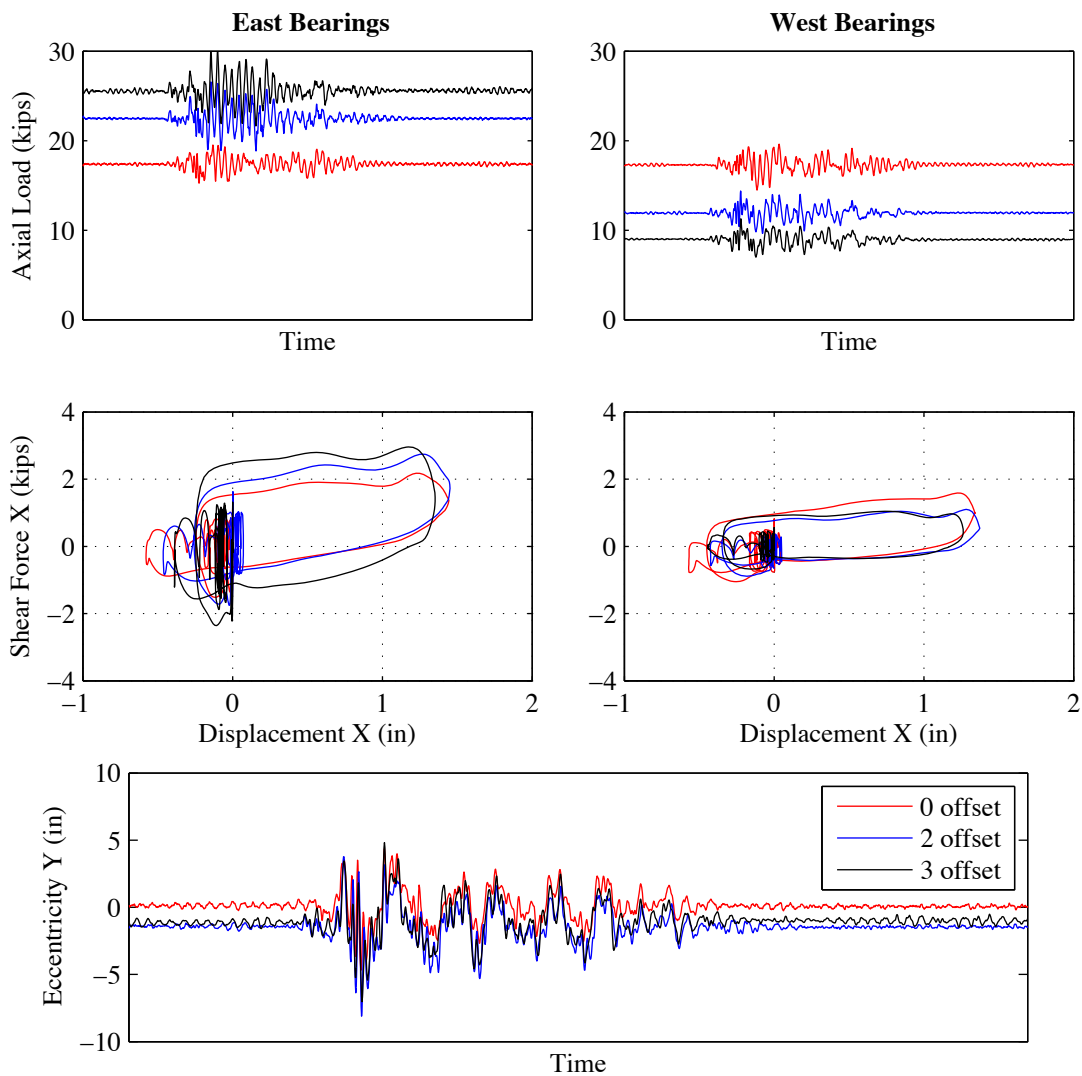 East Bearings
West Bearings
30
20
10
0
Axial Load (kips)
Time
30
20
10
0
Time
4
2
0
−2
−4
Shear Force X (kips)
−1 0 1 2
Displacement X (in)
4
2
0
−2
−4
−1 0 1 2
Displacement X (in)
10
5
0
−5
−10
Eccentricity Y (in)
0 offset
2 offset
3 offset
Time